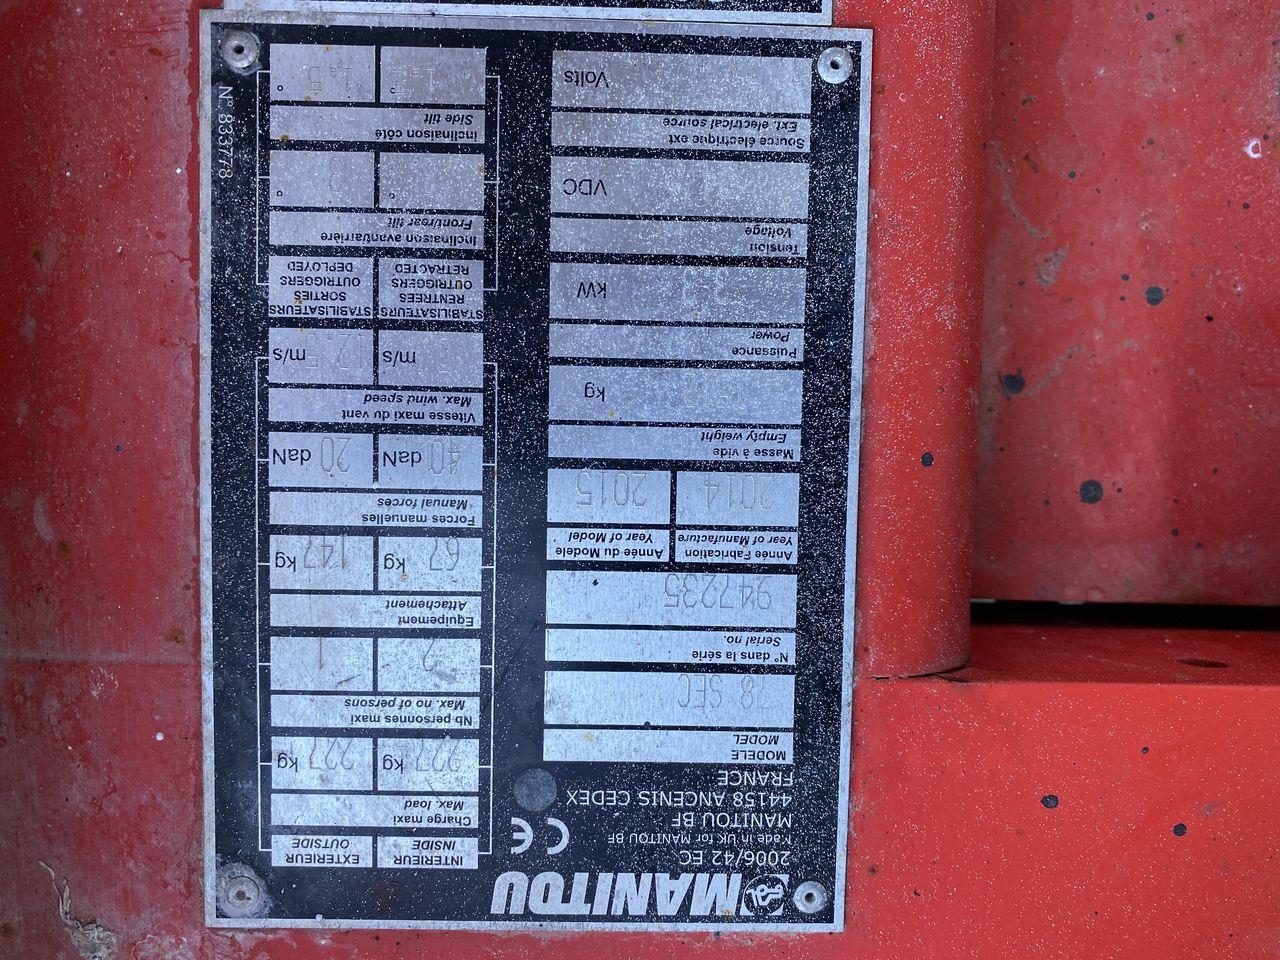 MANITOU
2006/42 EC
Made in UK for MANITOU BF
MANITOU BF
44158 ANCENIS CEDEX
FRANCE
CE
MODELE
MODEL
78 SEC
N° dans la série
Serial no.
947235
Année Fabrication
Year of Manufacture
Année du Modèle
Year of Model
2014
2015
Masse à vide
Empty weight
kg
Puissance
Power
kW
Tension
Voltage
VDC
Source électrique ext
Ext. electrical source
Volts
INTERIEUR
INSIDE
EXTERIEUR
OUTSIDE
Charge maxi
Max. load
227 kg
227 kg
Nb personnes maxi
Max. no of persons
2
1
Equipement
Attachement
67 kg
147 kg
Forces manuelles
Manual forces
40 daN
20 daN
Vitesse maxi du vent
Max. wind speed
m/s
12.5 m/s
STABILISATEURS
RENTREES
OUTRIGGERS
RETRACTED
STABILISATEURS
SORTIES
OUTRIGGERS
DEPLOYED
Inclinaison avant/arrière
Front/rear tilt
°
°
inclinaison côté
Side tilt
°
°
N° 833778